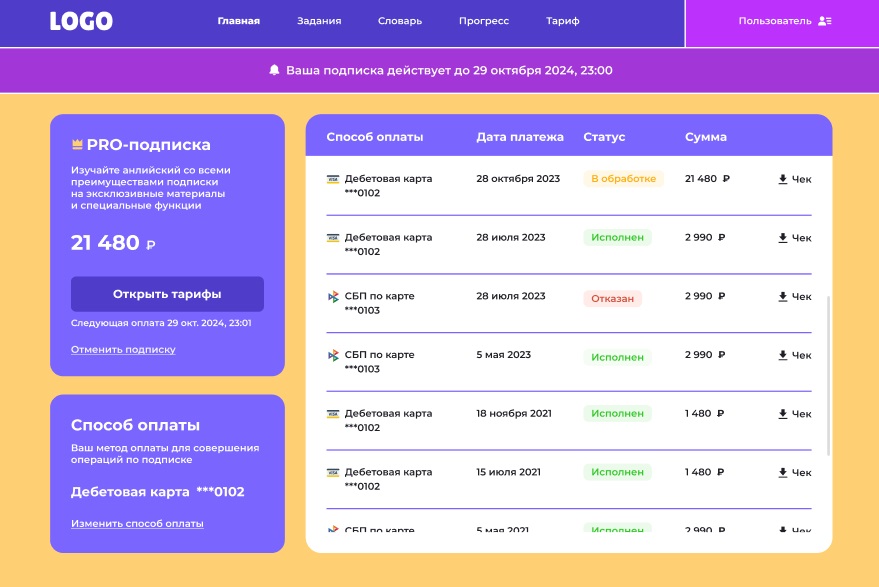 LOGO
Главная Задания Словарь Прогресс Тариф Пользователь
Ваша подписка действует до 29 октября 2024, 23:00
PRO-подписка
Изучайте анлийский со всеми
преимуществами подписки
на эксклюзивные материалы
и специальные функции
21 480 ₽
Открыть тарифы
Следующая оплата 29 окт. 2024, 23:01
Отменить подписку
Способ оплаты
Ваш метод оплаты для совершения
операций по подписке
Дебетовая карта ***0102
Изменить способ оплаты
Способ оплаты Дата платежа Статус Сумма
VISA Дебетовая карта 28 октября 2023 В обработке 21 480 ₽ Чек
***0102
VISA Дебетовая карта 28 июля 2023 Исполнен 2 990 ₽ Чек
***0102
СБП по карте 28 июля 2023 Отказан 2 990 ₽ Чек
***0103
СБП по карте 5 мая 2023 Исполнен 2 990 ₽ Чек
***0103
VISA Дебетовая карта 18 ноября 2021 Исполнен 1 480 ₽ Чек
***0102
VISA Дебетовая карта 15 июля 2021 Исполнен 1 480 ₽ Чек
***0102
СБП по карте 5 мая 2021 Исполнен 2 990 ₽ Чек